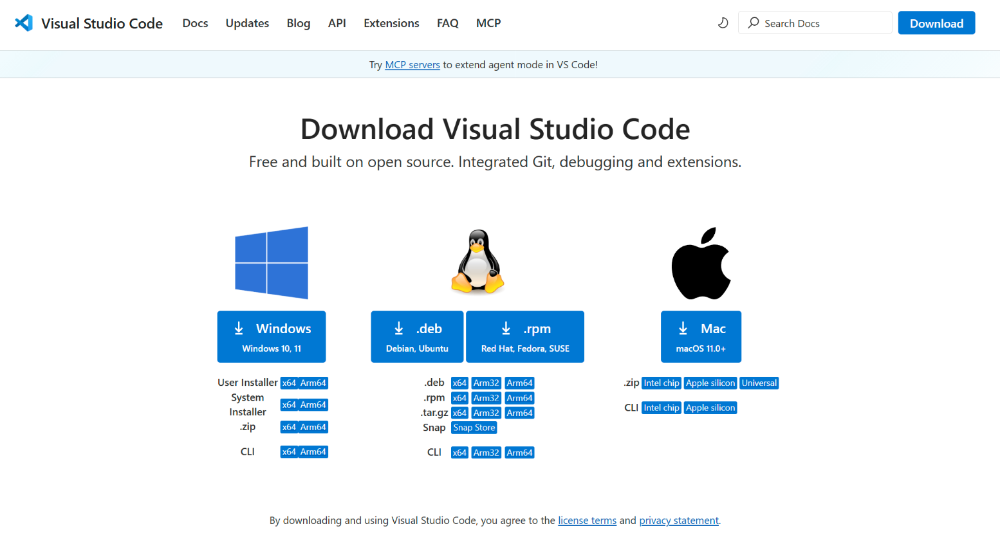 Visual Studio Code Docs Updates Blog API Extensions FAQ MCP Search Docs Download
Try MCP servers to extend agent mode in VS Code!
Download Visual Studio Code
Free and built on open source. Integrated Git, debugging and extensions.
Windows
Windows 10, 11
User Installer x64 Arm64
System
Installer x64 Arm64
.zip x64 Arm64
CLI x64 Arm64
.deb
Debian, Ubuntu
.rpm
Red Hat, Fedora, SUSE
.deb x64 Arm32 Arm64
.rpm x64 Arm32 Arm64
.tar.gz x64 Arm32 Arm64
Snap Snap Store
CLI x64 Arm32 Arm64
Mac
macOS 11.0+
.zip Intel chip Apple silicon Universal
CLI Intel chip Apple silicon
By downloading and using Visual Studio Code, you agree to the license terms and privacy statement.